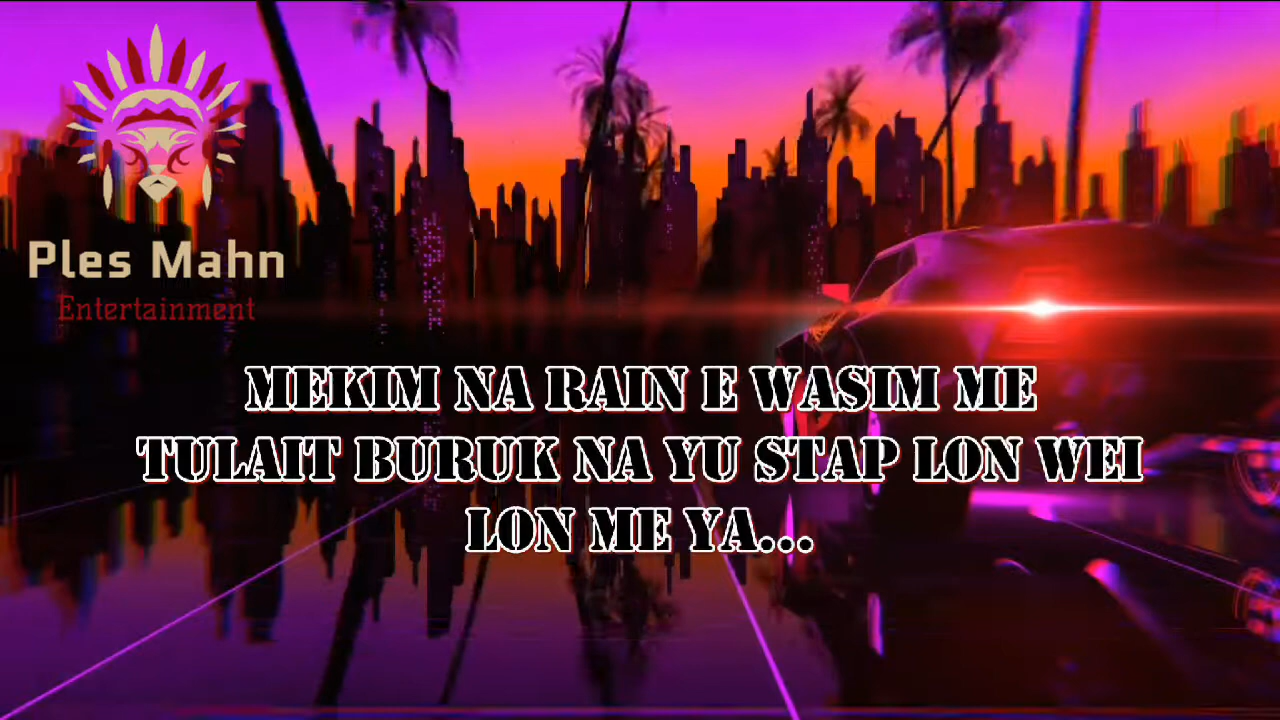 Ples Mahn
Entertainment
MEKIM NA RAIN E WASIM ME
TULAIT BURUK NA YU STAP LON WEI
LON ME YA...